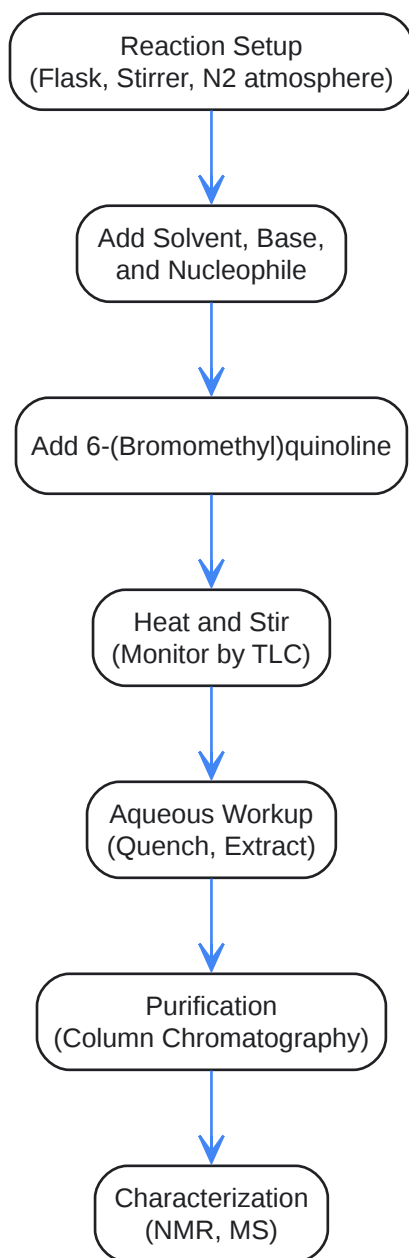 Reaction Setup
(Flask, Stirrer, N2 atmosphere)
Add Solvent, Base,
and Nucleophile
Add 6-(Bromomethyl)quinoline
Heat and Stir
(Monitor by TLC)
Aqueous Workup
(Quench, Extract)
Purification
(Column Chromatography)
Characterization
(NMR, MS)